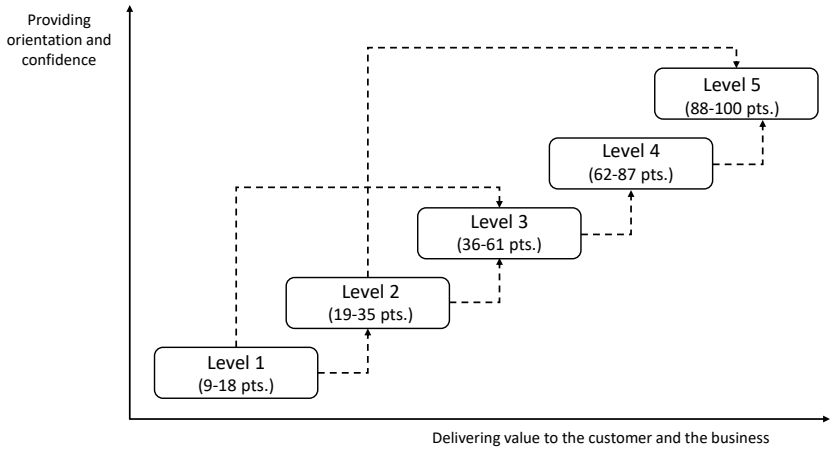 Providing
orientation and
confidence
Level 5
(88-100 pts.)
Level 4
(62-87 pts.)
Level 3
(36-61 pts.)
Level 2
(19-35 pts.)
Level 1
(9-18 pts.)
Delivering value to the customer and the business